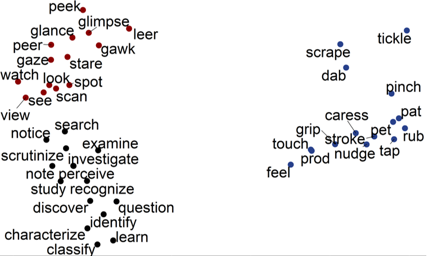 peek
glimpse
glance
leer
peer
gawk
gaze
stare
watch
look
spot
see
scan
view
search
notice
examine
scrutinize
investigate
note
perceive
study
recognize
discover
question
identify
characterize
learn
classify
tickle
scrape
dab
pinch
caress
pat
grip
stroke
pet
rub
touch
prod
nudge
tap
feel